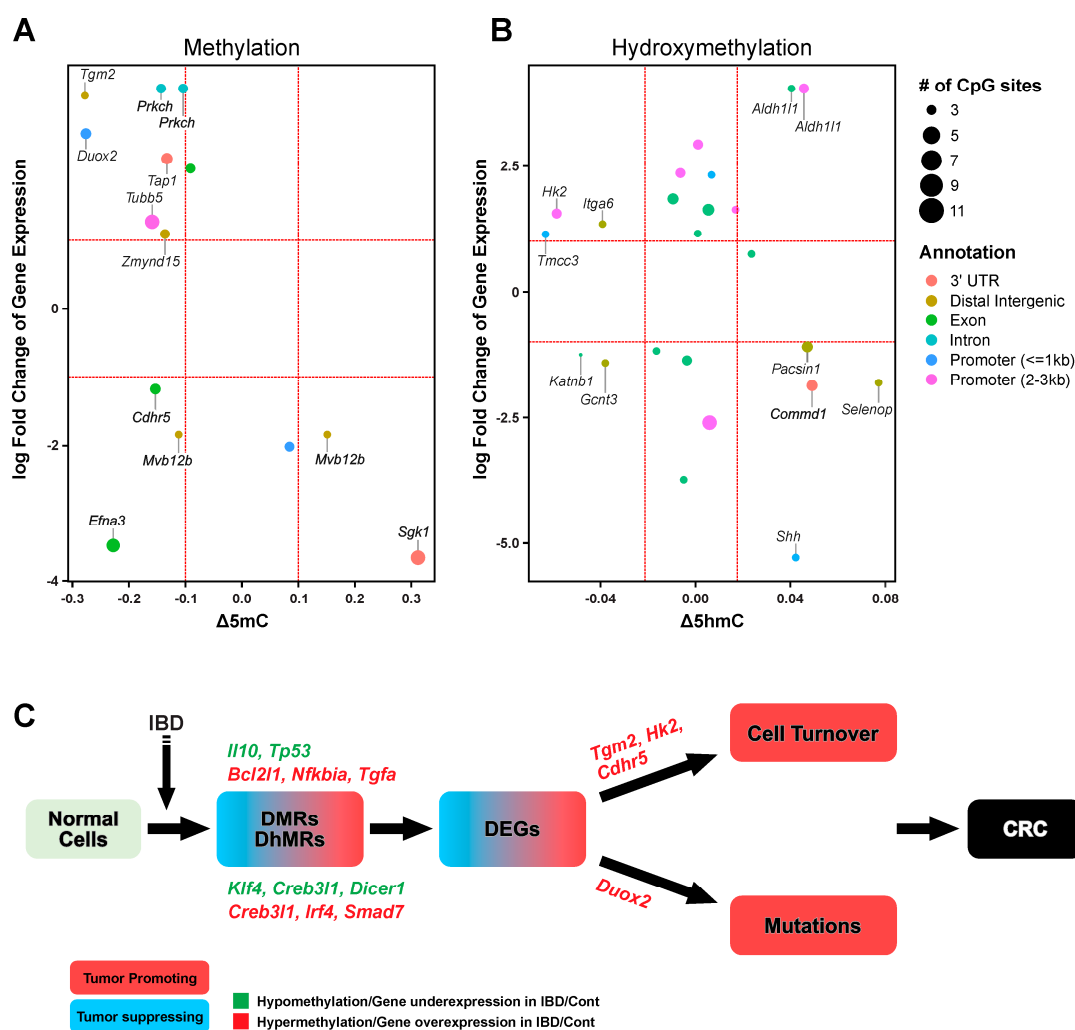 A
Methylation
log Fold Change of Gene Expression
0
-2
-4
Tgm2
Prkch
Prkch
Duox2
Tap1
Tubb5
Zmynd15
Cdhr5
Mvb12b
Mvb12b
Efna3
Sgk1
-0.3
-0.2
-0.1
0.0
0.1
0.2
0.3
Δ5mC
B
Hydroxymethylation
log Fold Change of Gene Expression
2.5
0
-2.5
-5.0
Aldh1l1
Aldh1l1
Hk2
Itga6
Tmcc3
Katnb1
Gcnt3
Pacsin1
Commd1
Selenop
Shh
-0.04
0.00
0.04
0.08
Δ5hmC
# of CpG sites
3
5
7
9
11
Annotation
3' UTR
Distal Intergenic
Exon
Intron
Promoter (<=1kb)
Promoter (2-3kb)
C
IBD
Normal
Cells
Il10, Tp53
Bcl2l1, Nfkbia, Tgfa
DMRs
DhMRs
Klf4, Creb3l1, Dicer1
Creb3l1, Irf4, Smad7
DEGs
Tgm2, Hk2,
Cdhr5
Duox2
Cell Turnover
Mutations
CRC
Tumor Promoting
Tumor suppressing
Hypomethylation/Gene underexpression in IBD/Cont
Hypermethylation/Gene overexpression in IBD/Cont